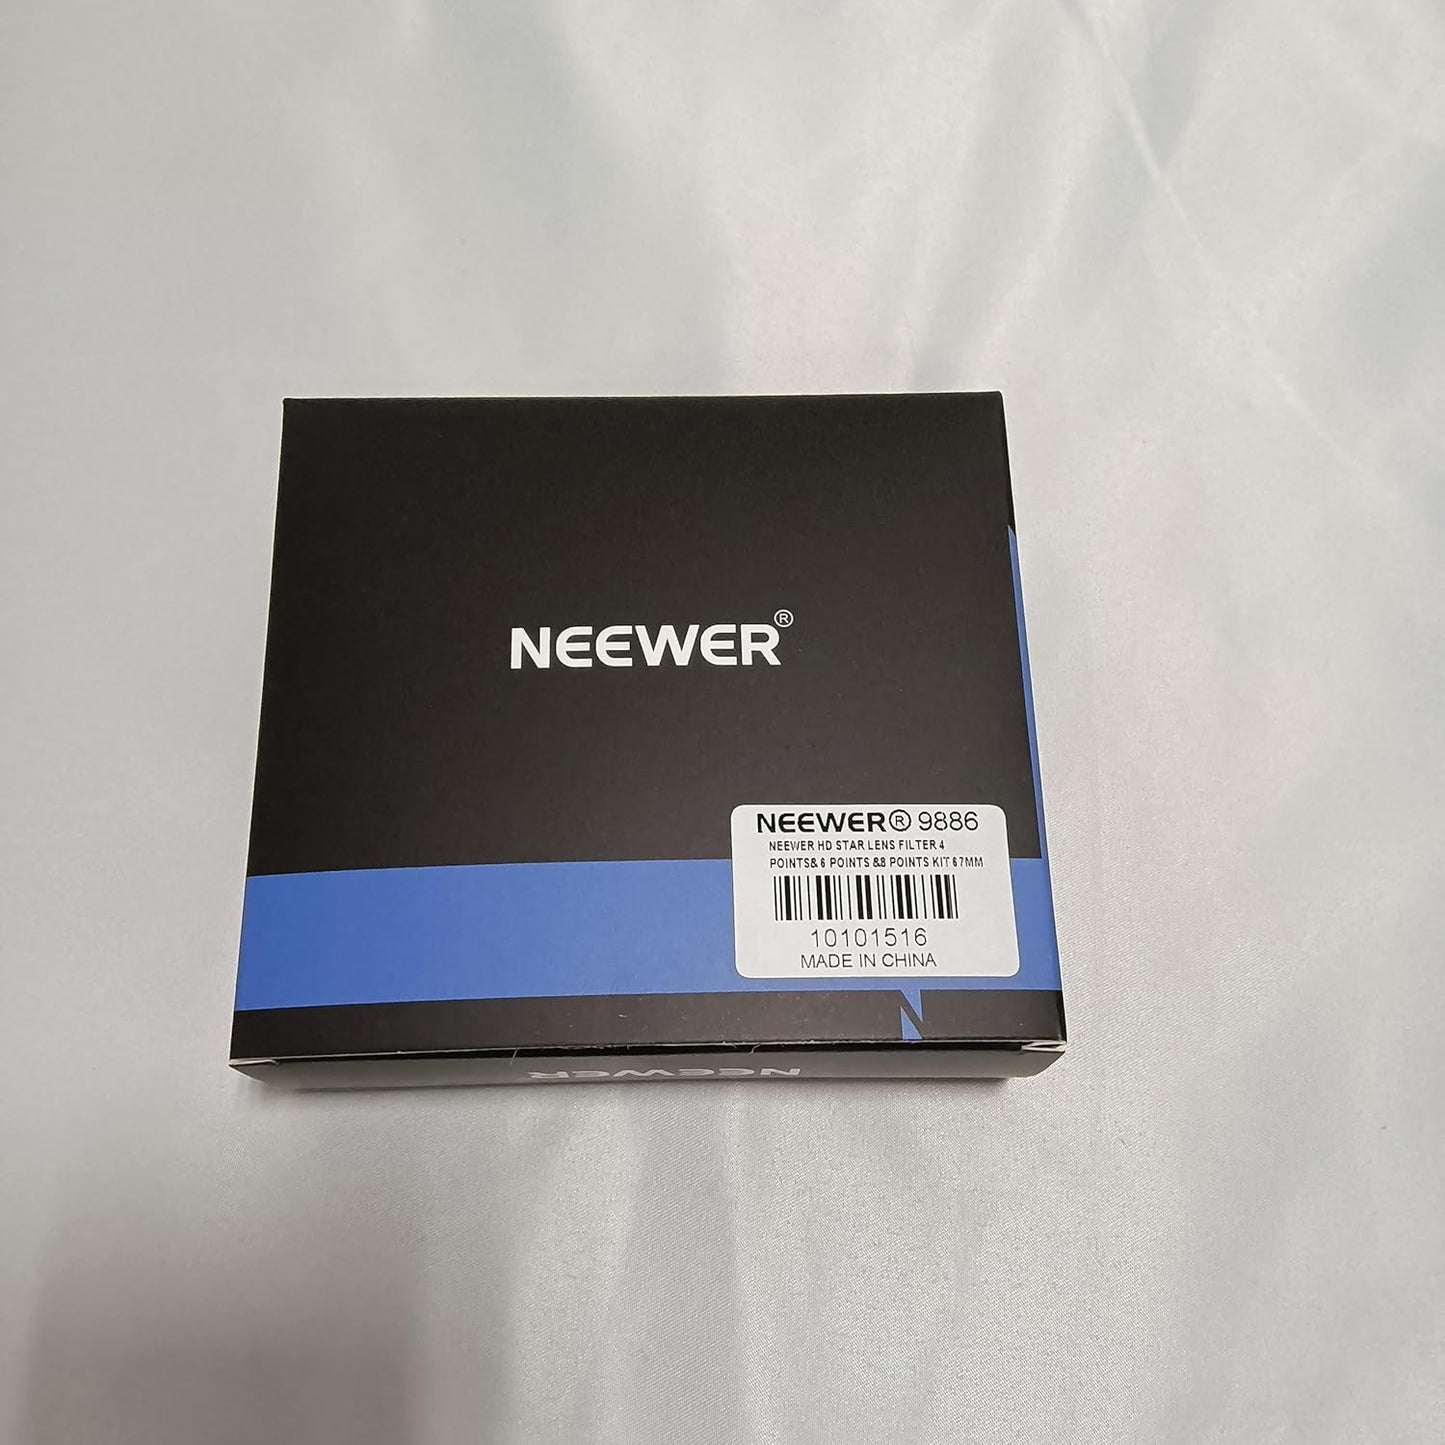 NEEWER®
NEEWER® 9886
NEEWER HD STAR LENS FILTER 4
POINTS& 6 POINTS &8 POINTS KIT 67MM
10101516
MADE IN CHINA
N
NEEWER